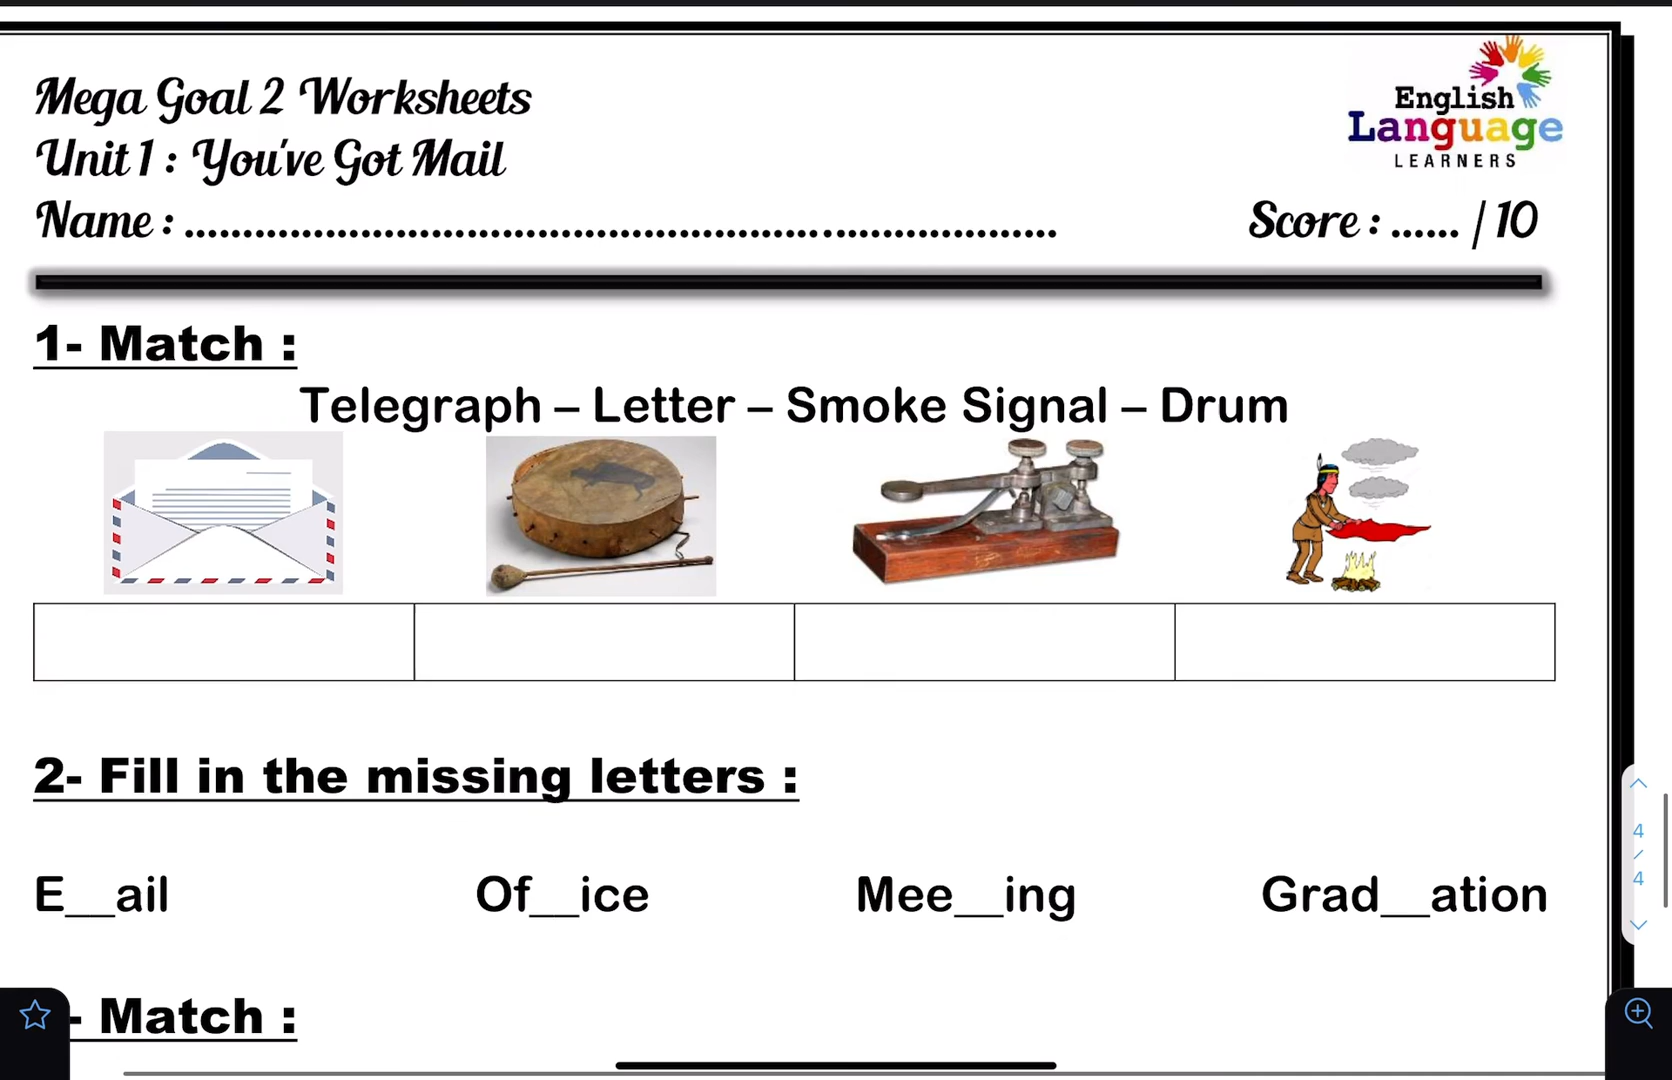 Mega Goal 2 Worksheets
Unit 1 : You've Got Mail
Name : ..........................................................................
Score : ...... / 10
English
Language
LEARNERS
1- Match :
Telegraph – Letter – Smoke Signal – Drum
2- Fill in the missing letters :
E__ail Of__ice Mee__ing Grad__ation
- Match :
4
/
4